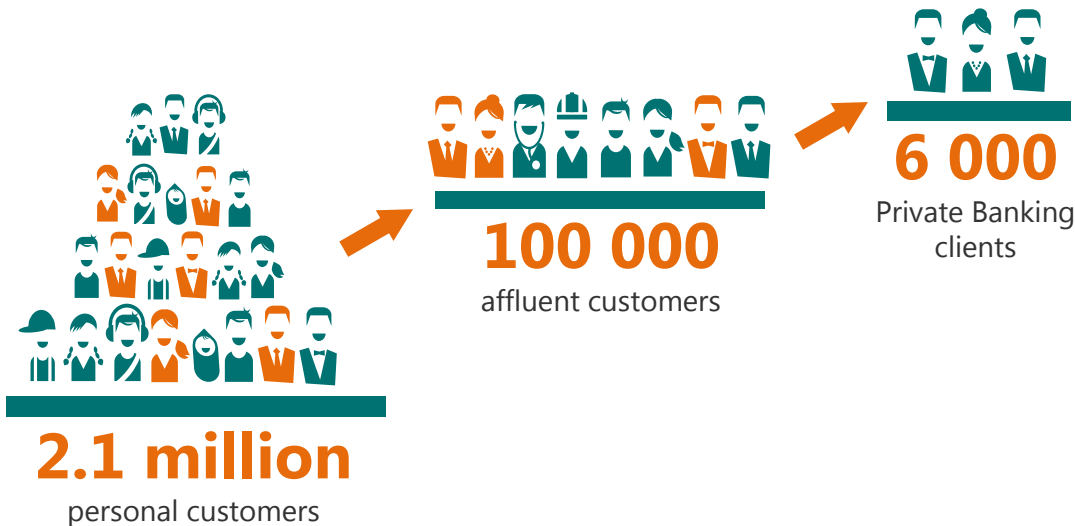 2.1 million
personal customers
100 000
affluent customers
6 000
Private Banking
clients